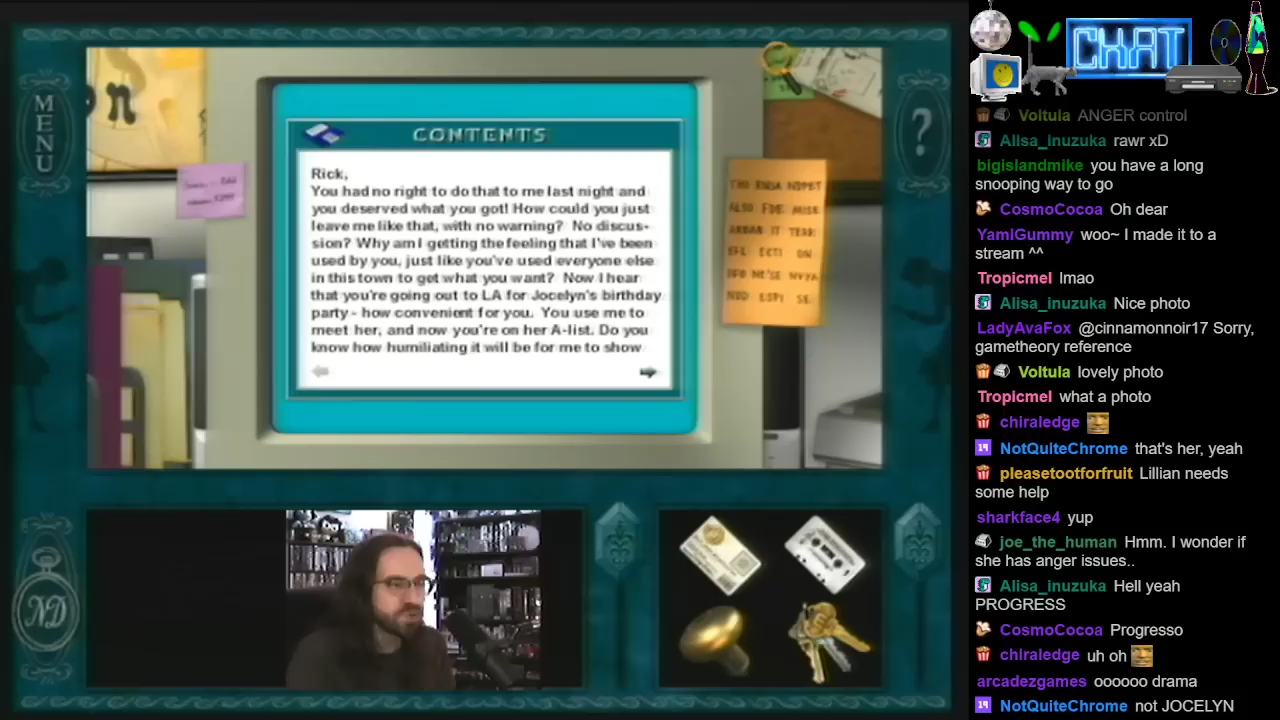 MENU
?
CONTENTS
Rick,
You had no right to do that to me last night and
you deserved what you got! How could you just
leave me like that, with no warning? No discus-
sion? Why am I getting the feeling that I've been
used by you, just like you've used everyone else
in this town to get what you want? Now I hear
that you're going out to LA for Jocelyn's birthday
party - how convenient for you. You use me to
meet her, and now you're on her A-list. Do you
know how humiliating it will be for me to show
ND
CHAT
Voltula ANGER control
Alisa_inuzuka rawr xD
bigislandmike you have a long
snooping way to go
CosmoCocoa Oh dear
YamlGummy woo~ I made it to a
stream ^^
Tropicmel lmao
Alisa_inuzuka Nice photo
LadyAvaFox @cinnamonnoir17 Sorry,
gametheory reference
Voltula lovely photo
Tropicmel what a photo
chiraledge
NotQuiteChrome that's her, yeah
pleasetootforfruit Lillian needs
some help
sharkface4 yup
joe_the_human Hmm. I wonder if
she has anger issues..
Alisa_inuzuka Hell yeah
PROGRESS
CosmoCocoa Progresso
chiraledge uh oh
arcadezgames oooooo drama
NotQuiteChrome not JOCELYN